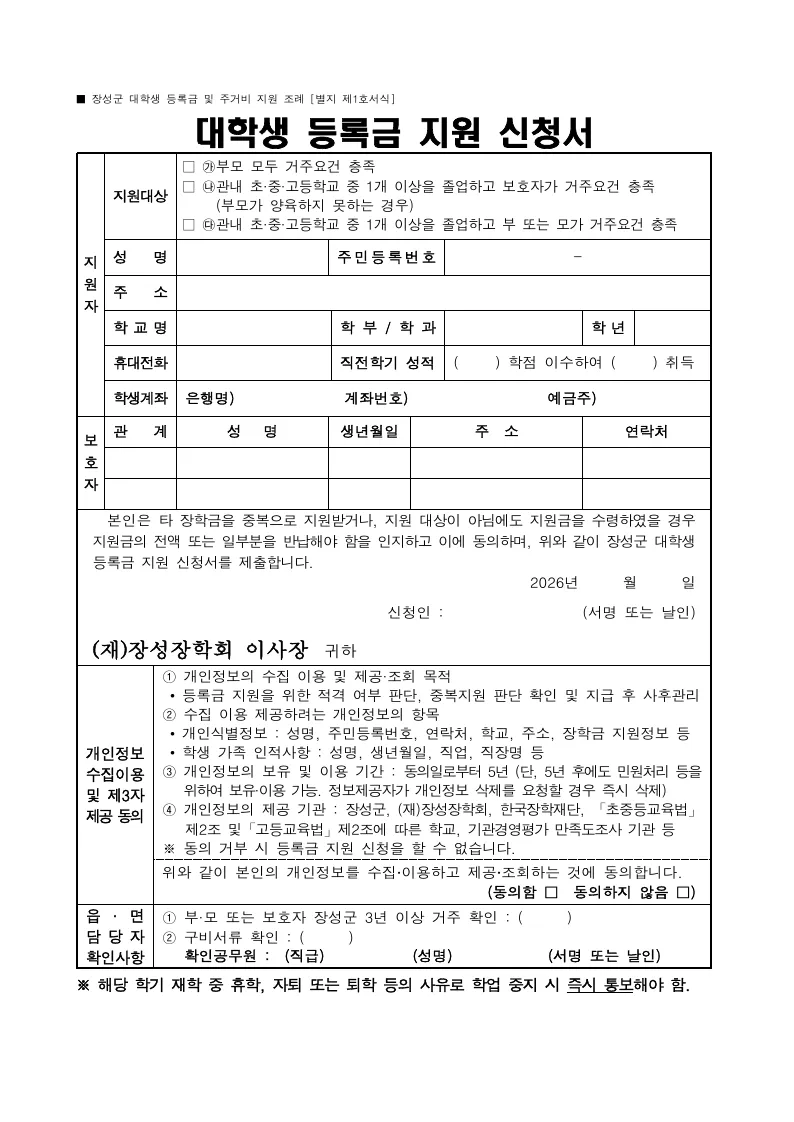 ■ 장성군 대학생 등록금 및 주거비 지원 조례 [별지 제1호서식]
대학생 등록금 지원 신청서
지원자
지원대상
□ ㉮부모 모두 거주요건 충족
□ ㉯관내 초·중·고등학교 중 1개 이상을 졸업하고 보호자가 거주요건 충족
(부모가 양육하지 못하는 경우)
□ ㉰관내 초·중·고등학교 중 1개 이상을 졸업하고 부 또는 모가 거주요건 충족
성 명 주민등록번호 –
주 소
학교명 학 부 / 학 과 학년
휴대전화 직전학기 성적 ( ) 학점 이수하여 ( ) 취득
학생계좌 은행명) 계좌번호) 예금주)
보호자
관 계 성 명 생년월일 주 소 연락처
본인은 타 장학금을 중복으로 지원받거나, 지원 대상이 아님에도 지원금을 수령하였을 경우
지원금의 전액 또는 일부분을 반납해야 함을 인지하고 이에 동의하며, 위와 같이 장성군 대학생
등록금 지원 신청서를 제출합니다.
2026년 월 일
신청인 : (서명 또는 날인)
(재)장성장학회 이사장 귀하
개인정보
수집이용
및 제3자
제공 동의
① 개인정보의 수집 이용 및 제공·조회 목적
• 등록금 지원을 위한 적격 여부 판단, 중복지원 판단 확인 및 지급 후 사후관리
② 수집 이용 제공하려는 개인정보의 항목
• 개인식별정보 : 성명, 주민등록번호, 연락처, 학교, 주소, 장학금 지원정보 등
• 학생 가족 인적사항 : 성명, 생년월일, 직업, 직장명 등
③ 개인정보의 보유 및 이용 기간 : 동의일로부터 5년 (단, 5년 후에도 민원처리 등을
위하여 보유·이용 가능. 정보제공자가 개인정보 삭제를 요청할 경우 즉시 삭제)
④ 개인정보의 제공 기관 : 장성군, (재)장성장학회, 한국장학재단, 「초중등교육법」
제2조 및「고등교육법」제2조에 따른 학교, 기관경영평가 만족도조사 기관 등
※ 동의 거부 시 등록금 지원 신청을 할 수 없습니다.
위와 같이 본인의 개인정보를 수집·이용하고 제공·조회하는 것에 동의합니다.
(동의함 □ 동의하지 않음 □)
읍 · 면
담 당 자
확인사항
① 부·모 또는 보호자 장성군 3년 이상 거주 확인 : ( )
② 구비서류 확인 : ( )
확인공무원 : (직급) (성명) (서명 또는 날인)
※ 해당 학기 재학 중 휴학, 자퇴 또는 퇴학 등의 사유로 학업 중지 시 즉시 통보해야 함.